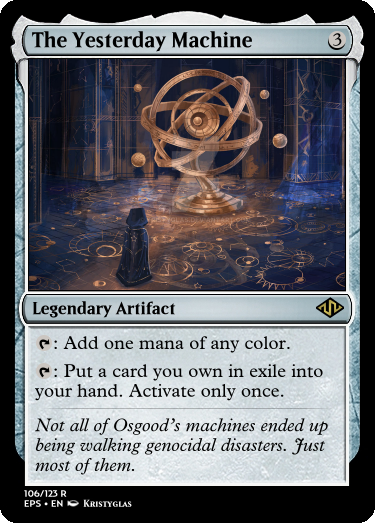 The Yesterday Machine 3
Legendary Artifact
: Add one mana of any color.
: Put a card you own in exile into
your hand. Activate only once.
Not all of Osgood's machines ended up
being walking genocidal disasters. Just
most of them.
106/123 R
EPS • EN Kristyglas